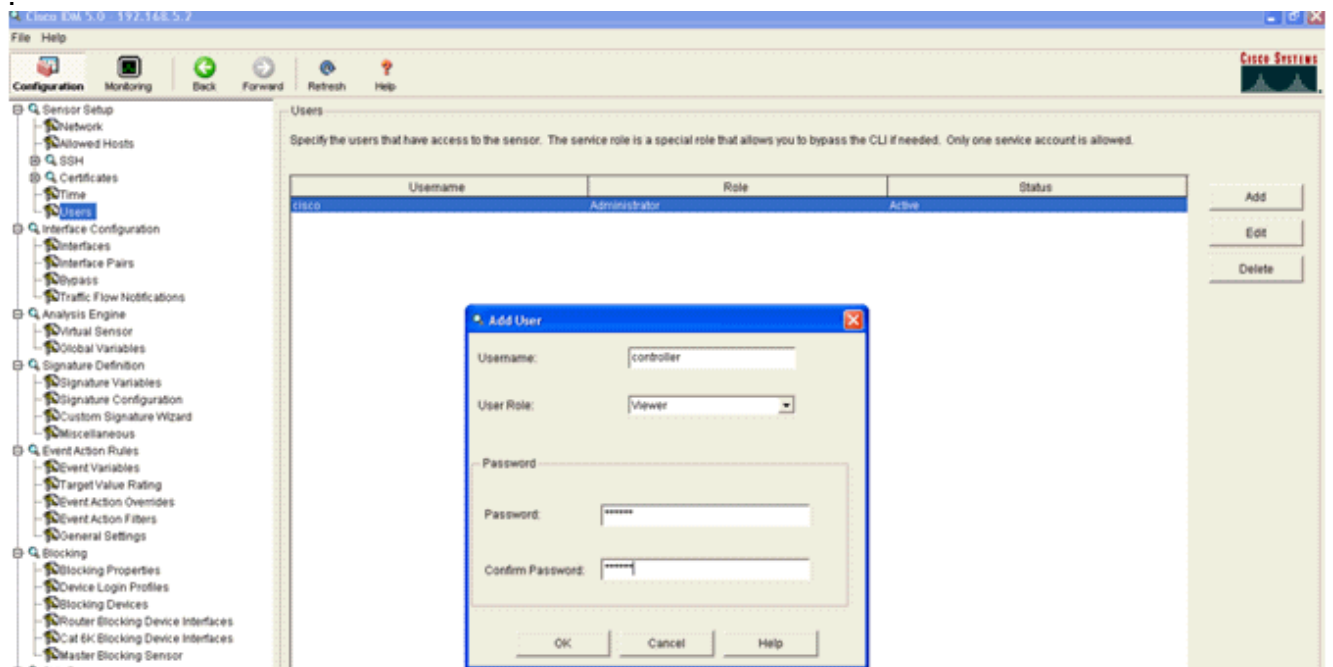 Cisco IDM 5.0 - 192.168.5.2
File Help
Configuration Monitoring Back Forward Refresh Help
CISCO SYSTEMS
Sensor Setup
Network
Allowed Hosts
SSH
Certificates
Time
Users
Interface Configuration
Interfaces
Interface Pairs
Bypass
Traffic Flow Notifications
Analysis Engine
Virtual Sensor
Global Variables
Signature Definition
Signature Variables
Signature Configuration
Custom Signature Wizard
Miscellaneous
Event Action Rules
Event Variables
Target Value Rating
Event Action Overrides
Event Action Filters
General Settings
Blocking
Blocking Properties
Device Login Profiles
Blocking Devices
Router Blocking Device Interfaces
Cat 6K Blocking Device Interfaces
Master Blocking Sensor
Users
Specify the users that have access to the sensor. The service role is a special role that allows you to bypass the CLI if needed. Only one service account is allowed.
Username Role Status
cisco Administrator Active
Add
Edit
Delete
Add User
Username: controller
User Role: Viewer
Password
Password: *******
Confirm Password: *******
OK Cancel Help